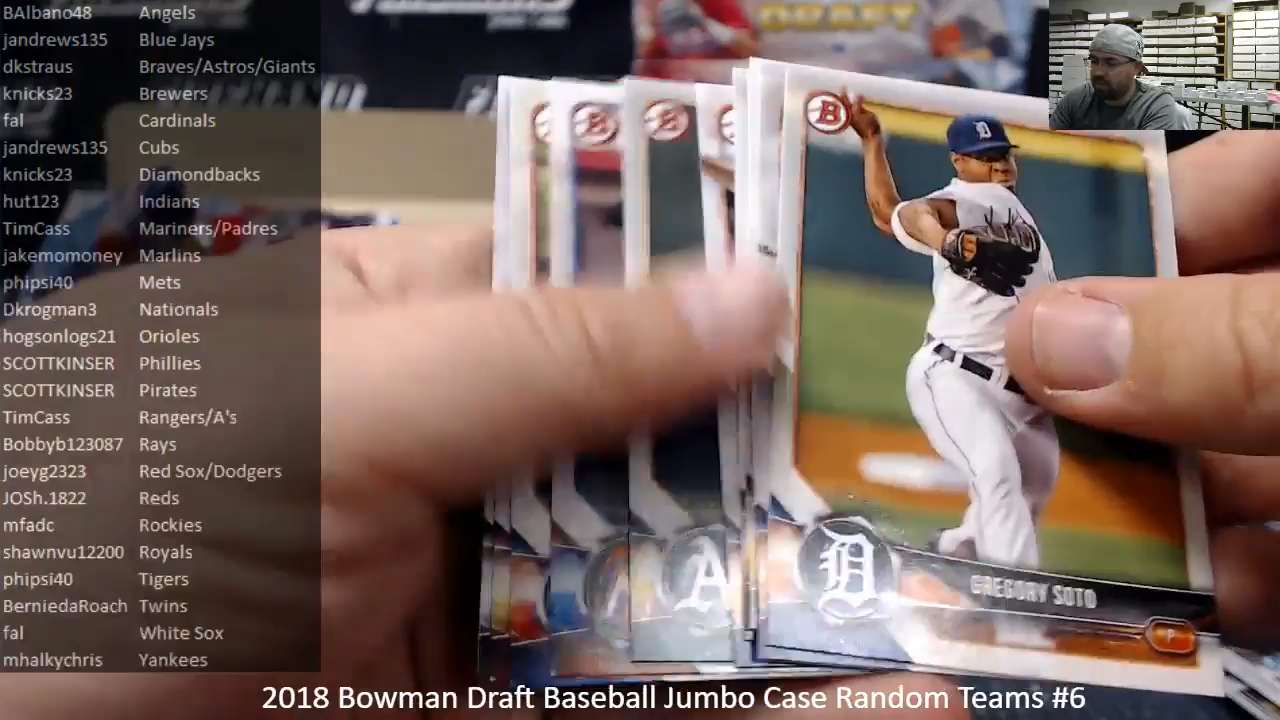 BAlbano48 Angels
jandrews135 Blue Jays
dkstraus Braves/Astros/Giants
knicks23 Brewers
fal Cardinals
jandrews135 Cubs
knicks23 Diamondbacks
hut123 Indians
TimCass Mariners/Padres
jakemomoney Marlins
phipsi40 Mets
Dkrogman3 Nationals
hogsonlogs21 Orioles
SCOTTKINSER Phillies
SCOTTKINSER Pirates
TimCass Rangers/A's
Bobbyb123087 Rays
joeyg2323 Red Sox/Dodgers
JOSh.1822 Reds
mfadc Rockies
shawnvu12200 Royals
phipsi40 Tigers
BerniedaRoach Twins
fal White Sox
mhalkychris Yankees
DRAFT
B
D
A
D
GREGORY SOTO
P
2018 Bowman Draft Baseball Jumbo Case Random Teams #6